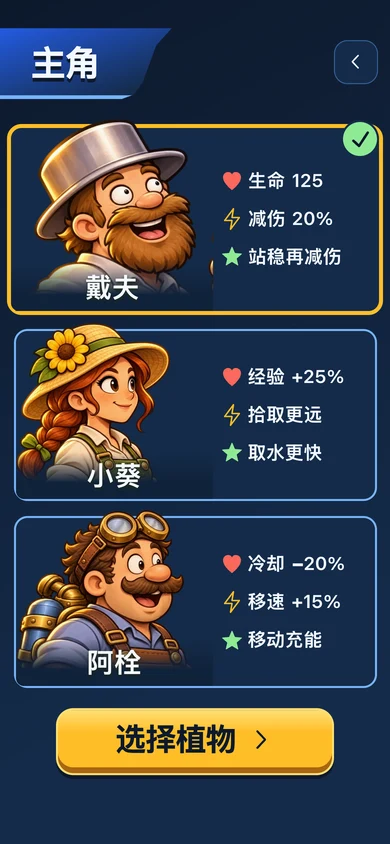 主角
生命 125
减伤 20%
站稳再减伤
戴夫
经验 +25%
拾取更远
取水更快
小葵
冷却 −20%
移速 +15%
移动充能
阿栓
选择植物